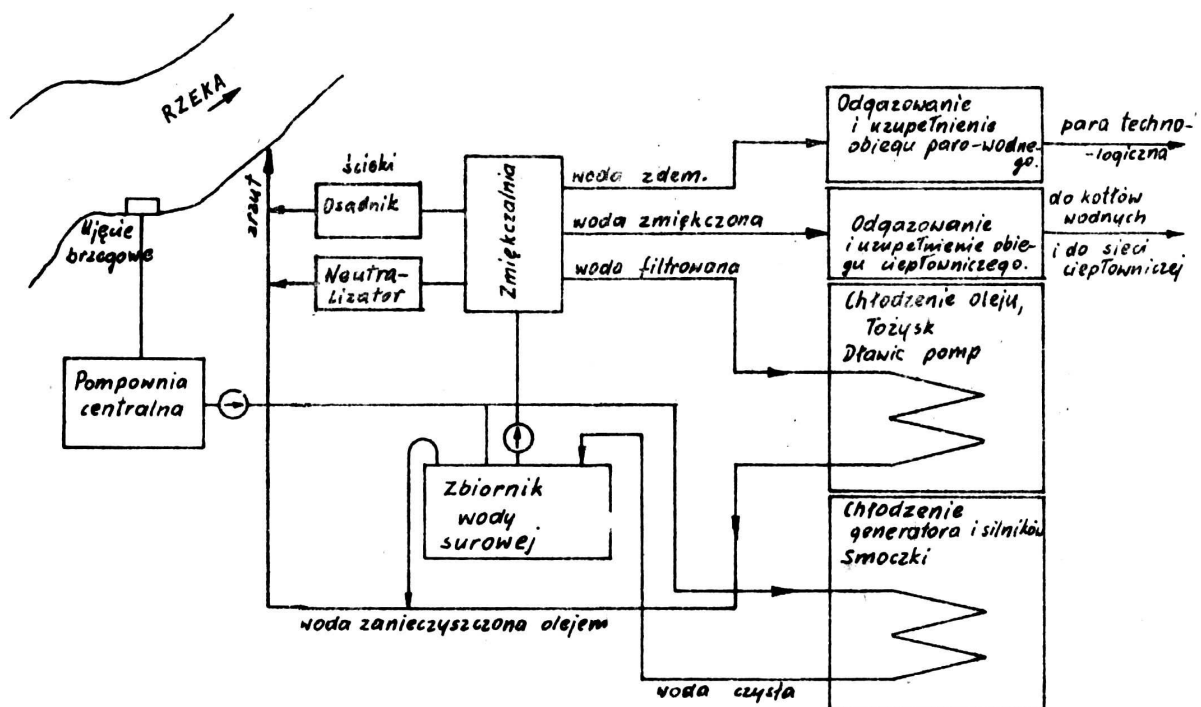 RZEKA
Ujęcie
brzegowe
zrzut
ścieki
Osadnik
Neutra-
lizator
Zmiękczalnia
woda zdem.
woda zmiękczona
woda filtrowana
Odgazowanie
i uzupełnienie
obiegu paro-wodne
go.
para techno-
-logiczna
Odgazowanie
i uzupełnienie obie-
gu ciepłowniczego.
do kotłów
wodnych
i do sieci
ciepłowniczej
Chłodzenie oleju,
Łożysk
Dławic pomp
Pompownia
centralna
Zbiornik
wody
surowej
Chłodzenie
generatora i silników
Smoczki
woda zanieczyszczona olejem
woda czysta